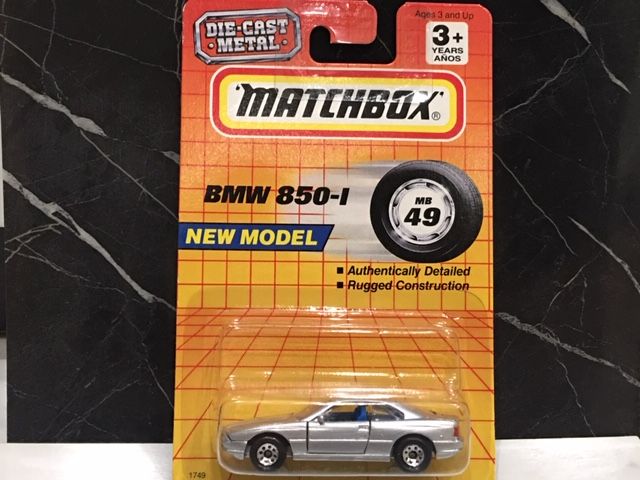 DIE-CAST
METAL
Ages 3 and Up
3+
YEARS
AÑOS
MATCHBOX®
BMW 850-I
MB
49
NEW MODEL
■ Authentically Detailed
■ Rugged Construction
1749